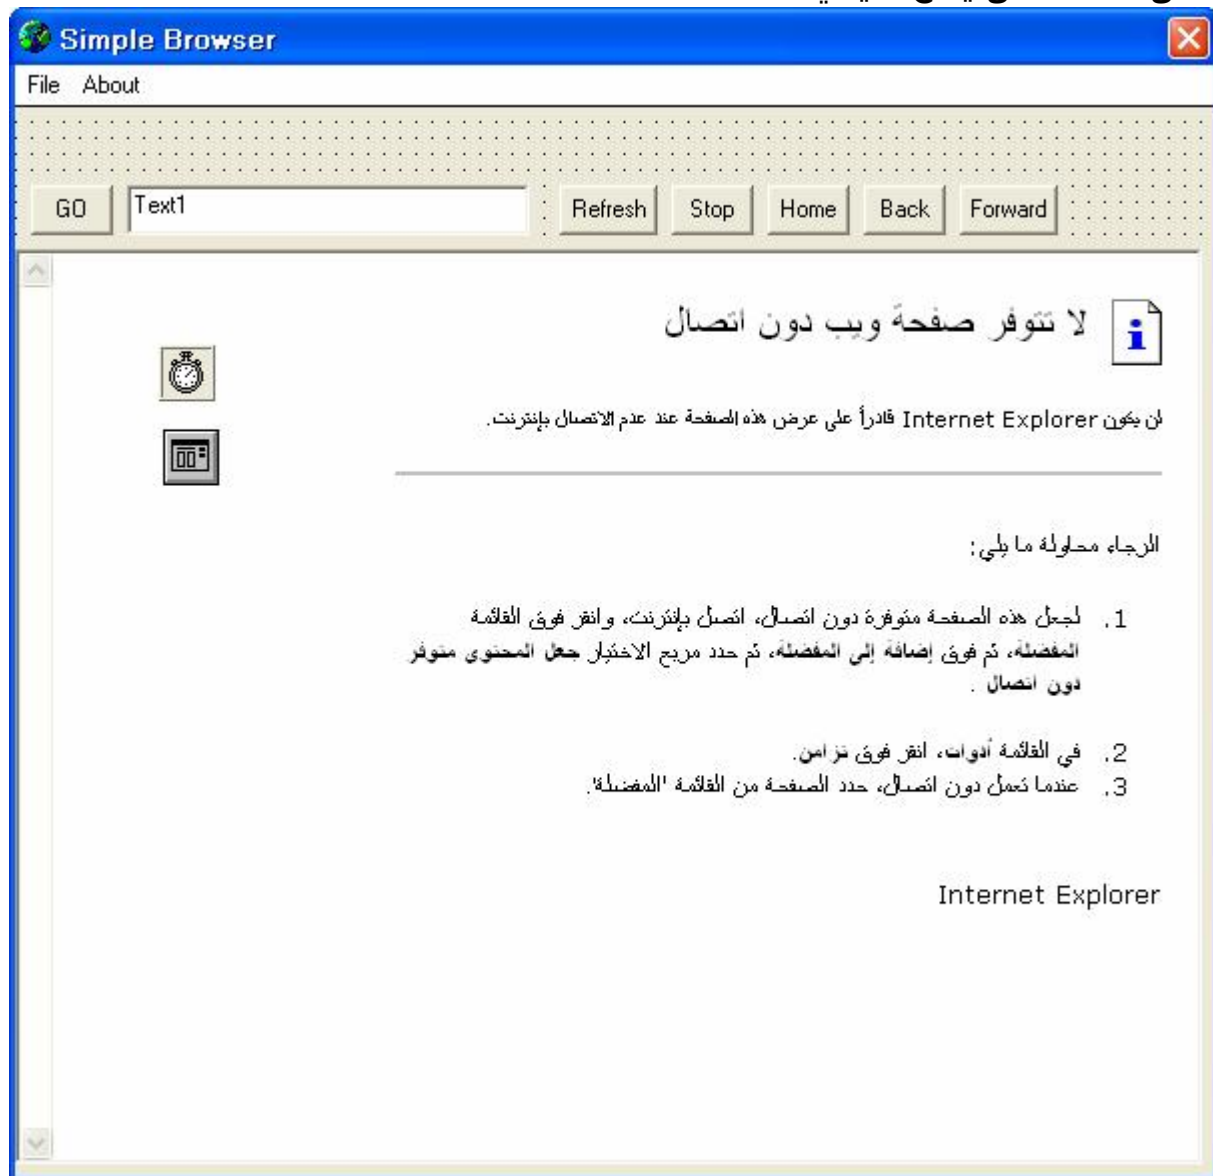 Simple Browser
File About
GO Text1 Refresh Stop Home Back Forward
لا تتوفر صفحة ويب دون اتصال
لن يكون Internet Explorer قادراً على عرض هذه الصفحة عند عدم الاتصال بإنترنت.
الرجاء محاولة ما يلي:
1. لجعل هذه الصفحة متوفرة دون اتصال، اتصل بإنترنت، وانقر فوق القائمة
المفضلة، ثم فوق إضافة إلى المفضلة، ثم حدد مربع الاختيار جعل المحتوى متوفر
دون اتصال .
2. في القائمة أدوات، انقر فوق تزامن.
3. عندما تعمل دون اتصال، حدد الصفحة من القائمة "المفضلة".
Internet Explorer